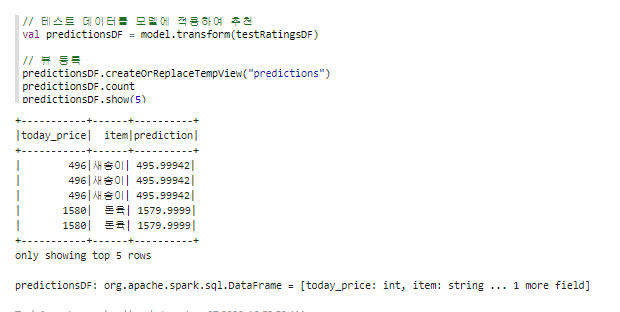 // 테스트 데이터를 모델에 적용하여 추천
val predictionsDF = model.transform(testRatingsDF)
// 뷰 등록
predictionsDF.createOrReplaceTempView("predictions")
predictionsDF.count
predictionsDF.show(5)
+-----------+------+----------+
|today_price|  item|prediction|
+-----------+------+----------+
|        496|새송이| 495.99942|
|        496|새송이| 495.99942|
|        496|새송이| 495.99942|
|       1580|  돈육| 1579.9999|
|       1580|  돈육| 1579.9999|
+-----------+------+----------+
only showing top 5 rows
predictionsDF: org.apache.spark.sql.DataFrame = [today_price: int, item: string ... 1 more field]